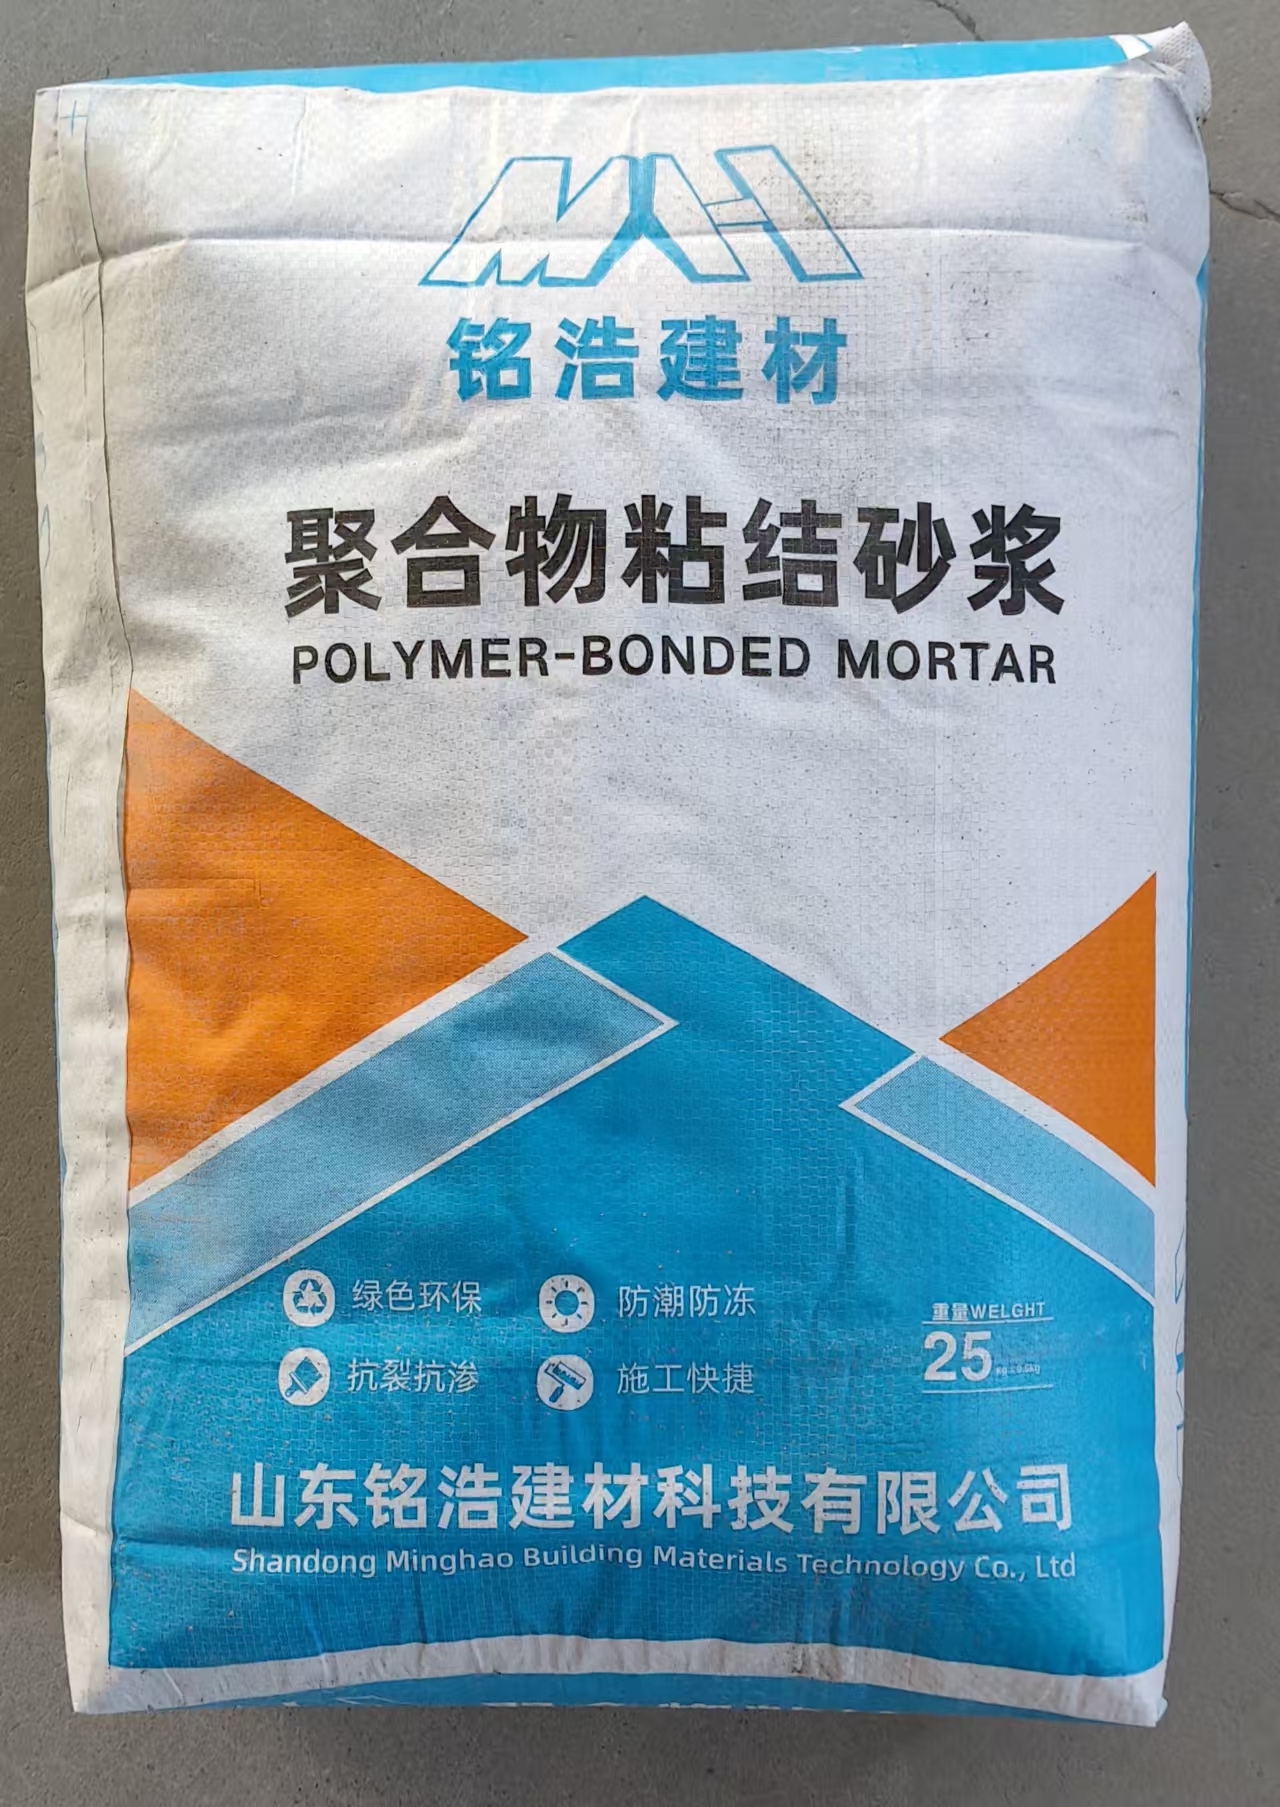 MH
铭浩建材
聚合物粘结砂浆
POLYMER-BONDED MORTAR
绿色环保
防潮防冻
抗裂抗渗
施工快捷
重量WELGHT
25
山东铭浩建材科技有限公司
Shandong Minghao Building Materials Technology Co., Ltd